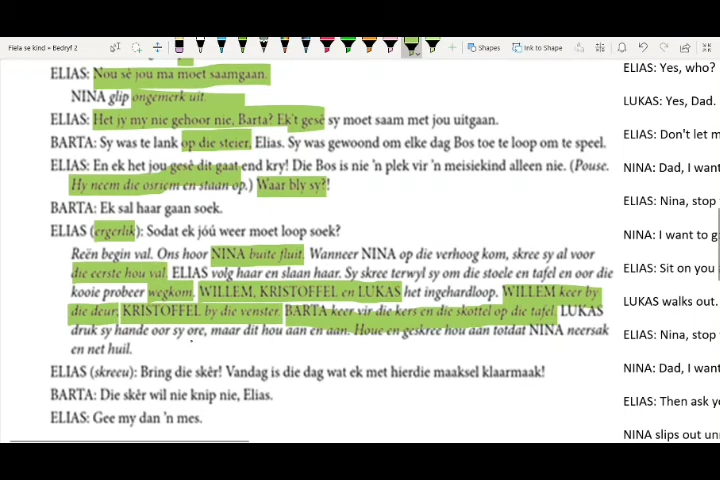 Fiela se kind = Bedryf 2
Shapes
Ink to Shape
ELIAS: Nou sê jou ma moet saamgaan.
NINA glip ongemerk uit.
ELIAS: Het jy my nie gehoor nie, Barta? Ek't gesê sy moet saam met jou uitgaan.
BARTA: Sy was te lank op die steier, Elias. Sy was gewoond om elke dag Bos toe te loop om te speel.
ELIAS: En ek het jou gesê dit gaat end kry! Die Bos is nie 'n plek vir 'n meisiekind alleen nie. (Pouse.
Hy neem die osriem en staan op.) Waar bly sy?!
BARTA: Ek sal haar gaan soek.
ELIAS (ergerlik): Sodat ek jóú weer moet loop soek?
Reën begin val. Ons hoor NINA buite fluit. Wanneer NINA op die verhoog kom, skree sy al voor
die eerste hou val. ELIAS volg haar en slaan haar. Sy skree terwyl sy om die stoele en tafel en oor die
kooie probeer wegkom. WILLEM, KRISTOFFEL en LUKAS het ingehardloop. WILLEM keer by
die deur, KRISTOFFEL by die venster. BARTA keer vir die kers en die skottel op die tafel. LUKAS
druk sy hande oor sy ore, maar dit hou aan en aan. Houe en geskree hou aan totdat NINA neersak
en net huil.
ELIAS (skreeu): Bring die skêr! Vandag is die dag wat ek met hierdie maaksel klaarmaak!
BARTA: Die skêr wil nie knip nie, Elias.
ELIAS: Gee my dan 'n mes.
ELIAS: Yes, who?
LUKAS: Yes, Dad.
ELIAS: Don't let m
NINA: Dad, I want
ELIAS: Nina, stop
NINA: I want to g
ELIAS: Sit on you
LUKAS walks out.
ELIAS: Nina, stop
NINA: Dad, I want
ELIAS: Then ask yo
NINA slips out un